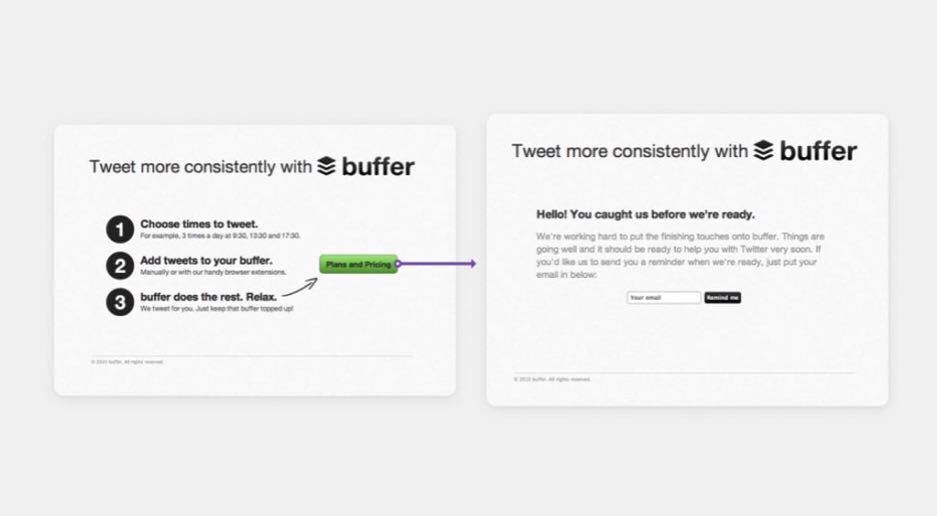 Tweet more consistently with buffer
1 Choose times to tweet.
For example, 3 times a day at 9:30, 13:30 and 17:30.
2 Add tweets to your buffer.
Manually or with our handy browser extensions.
3 buffer does the rest. Relax.
We tweet for you. Just keep that buffer topped up!
Plans and Pricing
© 2010 buffer. All rights reserved.
Tweet more consistently with buffer
Hello! You caught us before we're ready.
We're working hard to put the finishing touches onto buffer. Things are
going well and it should be ready to help you with Twitter very soon. If
you'd like us to send you a reminder when we're ready, just put your
email in below:
Your email
Remind me
© 2010 buffer. All rights reserved.